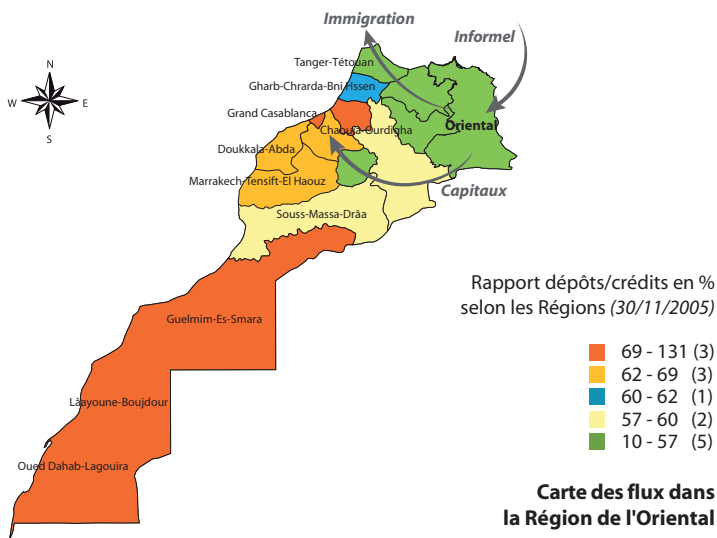 Immigration
Informel
Tanger-Tétouan
Gharb-Chrarda-Bni Hssen
Grand Casablanca
Chaouia-Ourdigha
Oriental
Doukkala-Abda
Marrakech-Tensift-El Haouz
Capitaux
Souss-Massa-Drâa
Guelmim-Es-Smara
Lâayoune-Boujdour
Oued Dahab-Lagouira
N
W
E
S
Rapport dépôts/crédits en %
selon les Régions (30/11/2005)
69 - 131 (3)
62 - 69 (3)
60 - 62 (1)
57 - 60 (2)
10 - 57 (5)
Carte des flux dans
la Région de l'Oriental